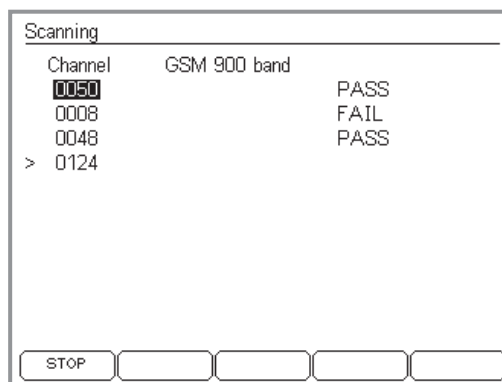 Scanning
Channel GSM 900 band
0050 PASS
0008 FAIL
0048 PASS
> 0124
STOP